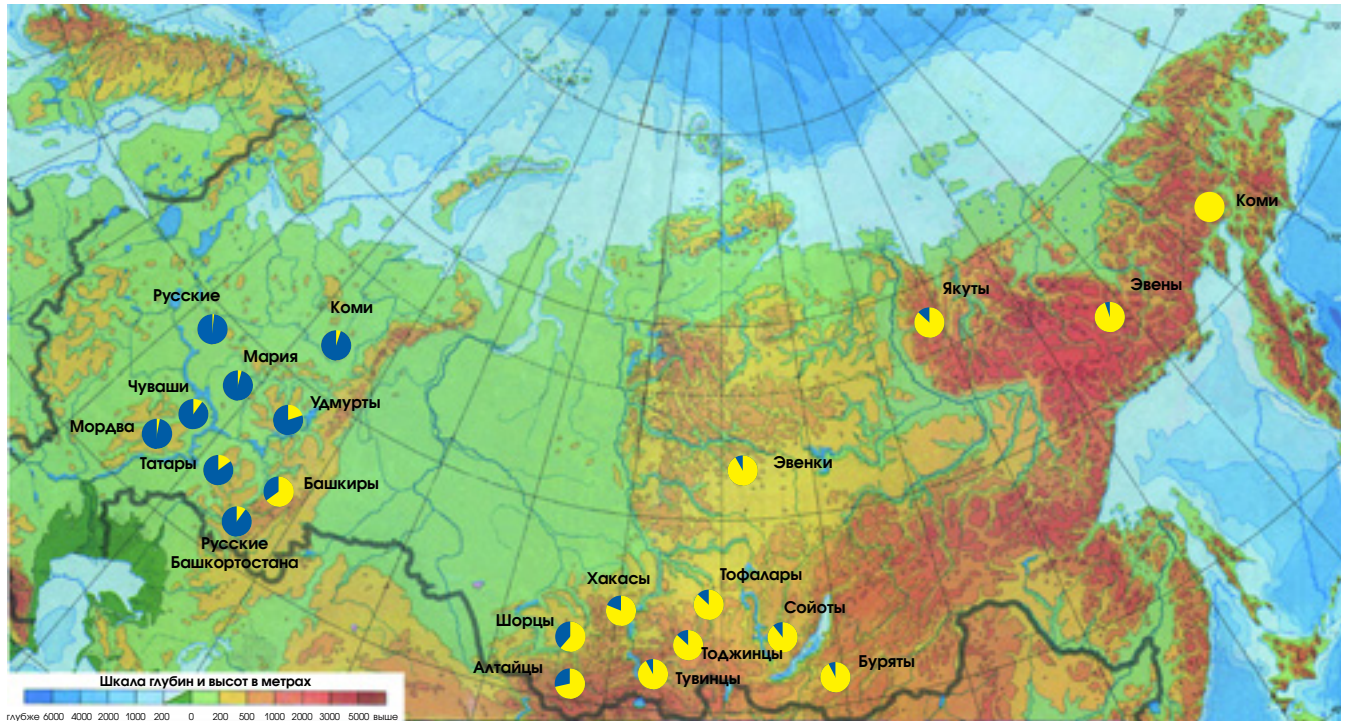 Русские
Коми
Мария
Чуваши
Удмурты
Мордва
Татары
Башкиры
Русские
Башкортостана
Коми
Эвены
Якуты
Эвенки
Хакасы
Тофалары
Шорцы
Сойоты
Тоджинцы
Алтайцы
Тувинцы
Буряты
Шкала глубин и высот в метрах
глубже 6000 4000 2000 1000 200 0 200 500 1000 2000 3000 5000 выше